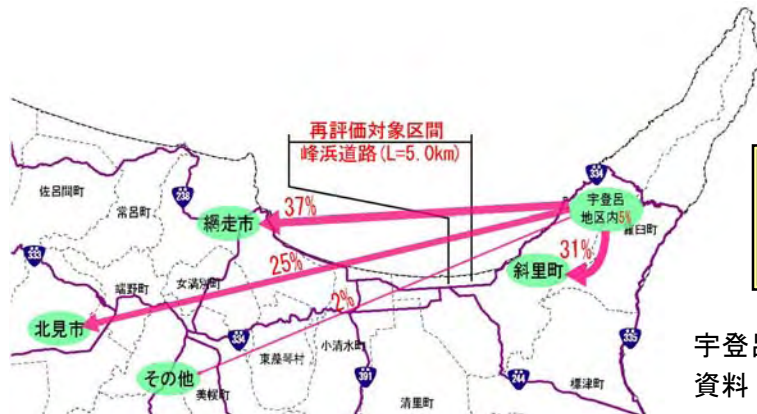 再評価対象区間
峰浜道路(L=5.0km)
334
佐呂間町
常呂町
238
網走市
37%
宇登呂
地区内5%
羅臼町
31%
斜里町
333
25%
端野町
女満別町
2%
北見市
334
東藻琴村
小清水町
335
その他
美幌町
391
清里町
244
標津町
宇登呂
資料